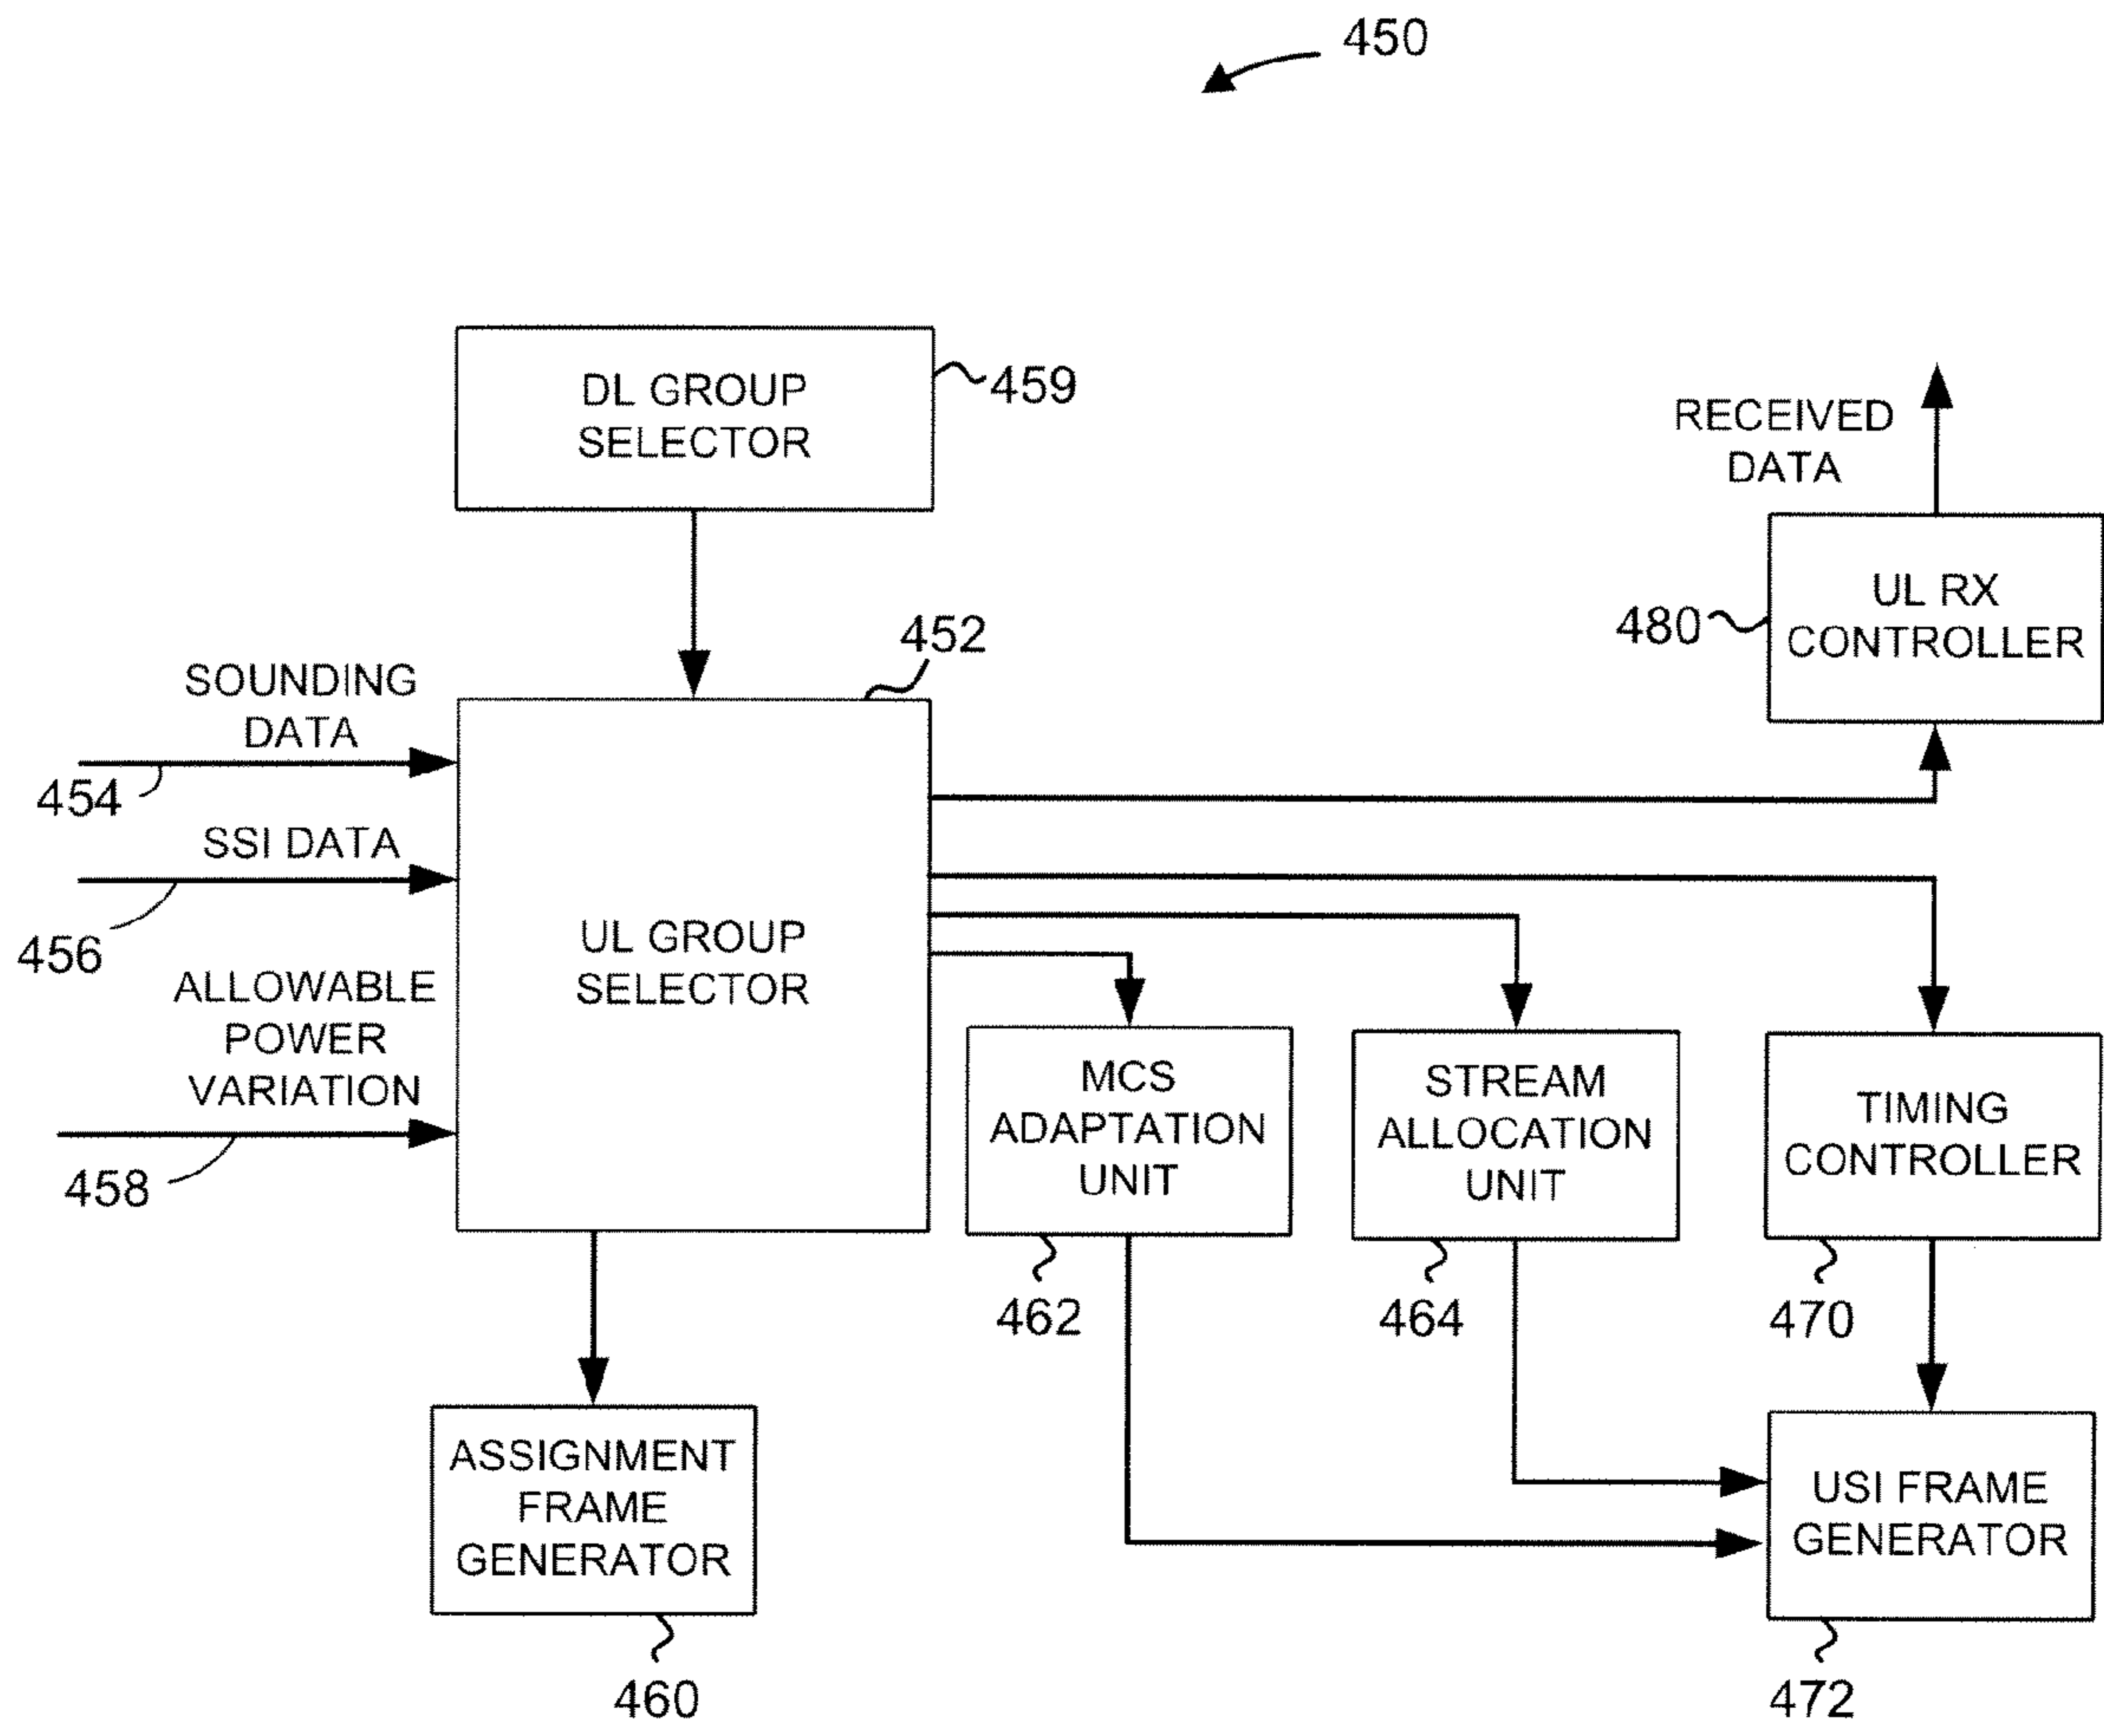 450
DL GROUP
SELECTOR
459
RECEIVED
DATA
UL RX
CONTROLLER
480
452
SOUNDING
DATA
454
SSI DATA
456
ALLOWABLE
POWER
VARIATION
458
UL GROUP
SELECTOR
MCS
ADAPTATION
UNIT
462
STREAM
ALLOCATION
UNIT
464
TIMING
CONTROLLER
470
ASSIGNMENT
FRAME
GENERATOR
460
USI FRAME
GENERATOR
472